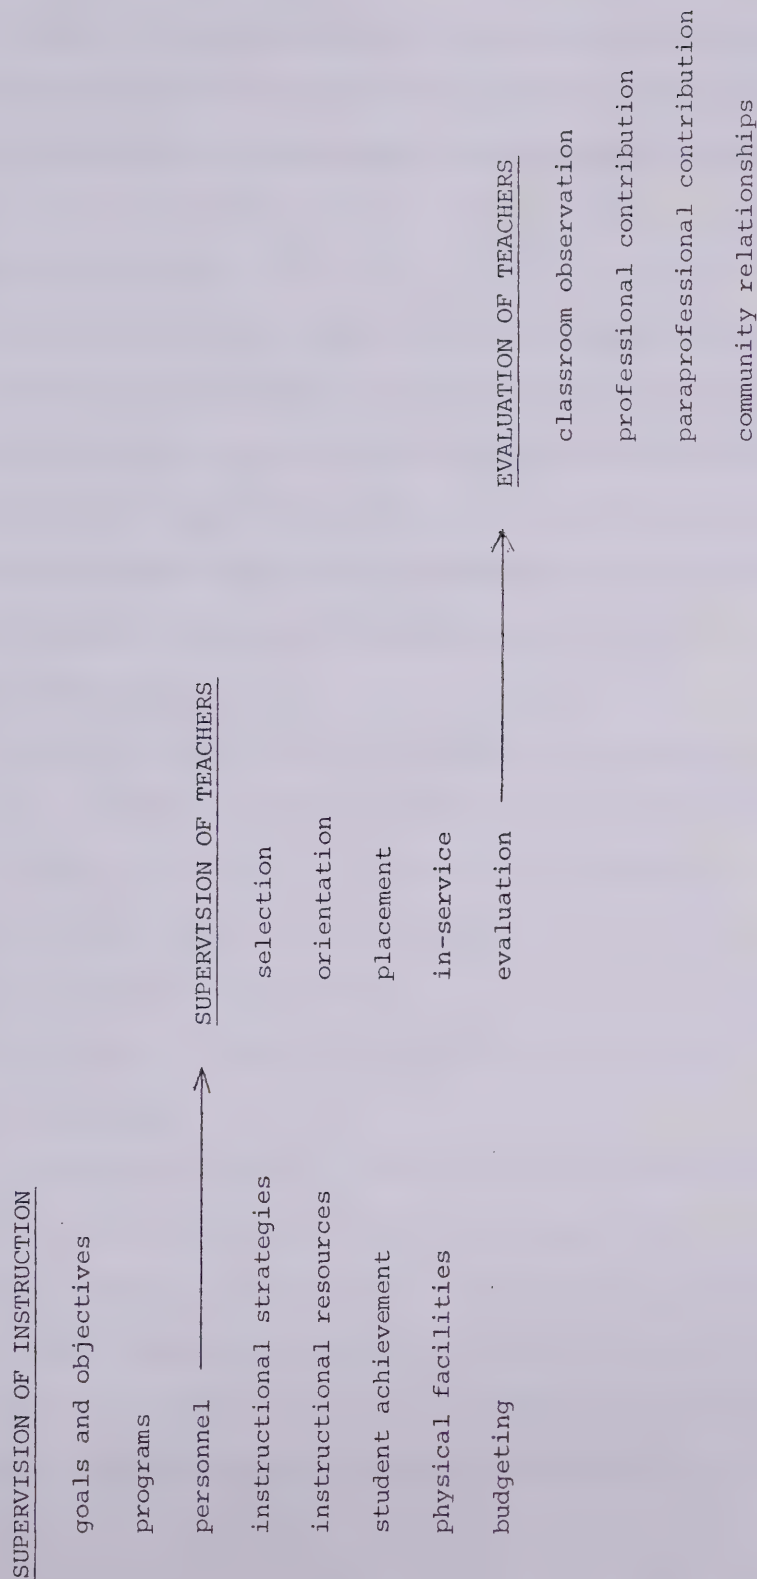 SUPERVISION OF INSTRUCTION
goals and objectives
programs
personnel
instructional strategies
instructional resources
student achievement
physical facilities
budgeting
SUPERVISION OF TEACHERS
selection
orientation
placement
in-service
evaluation
EVALUATION OF TEACHERS
classroom observation
professional contribution
paraprofessional contribution
community relationships